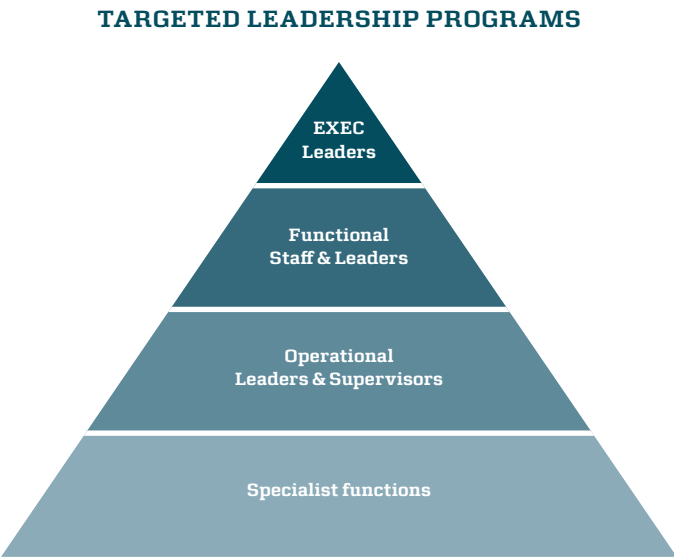 TARGETED LEADERSHIP PROGRAMS
EXEC
Leaders
Functional
Staff & Leaders
Operational
Leaders & Supervisors
Specialist functions